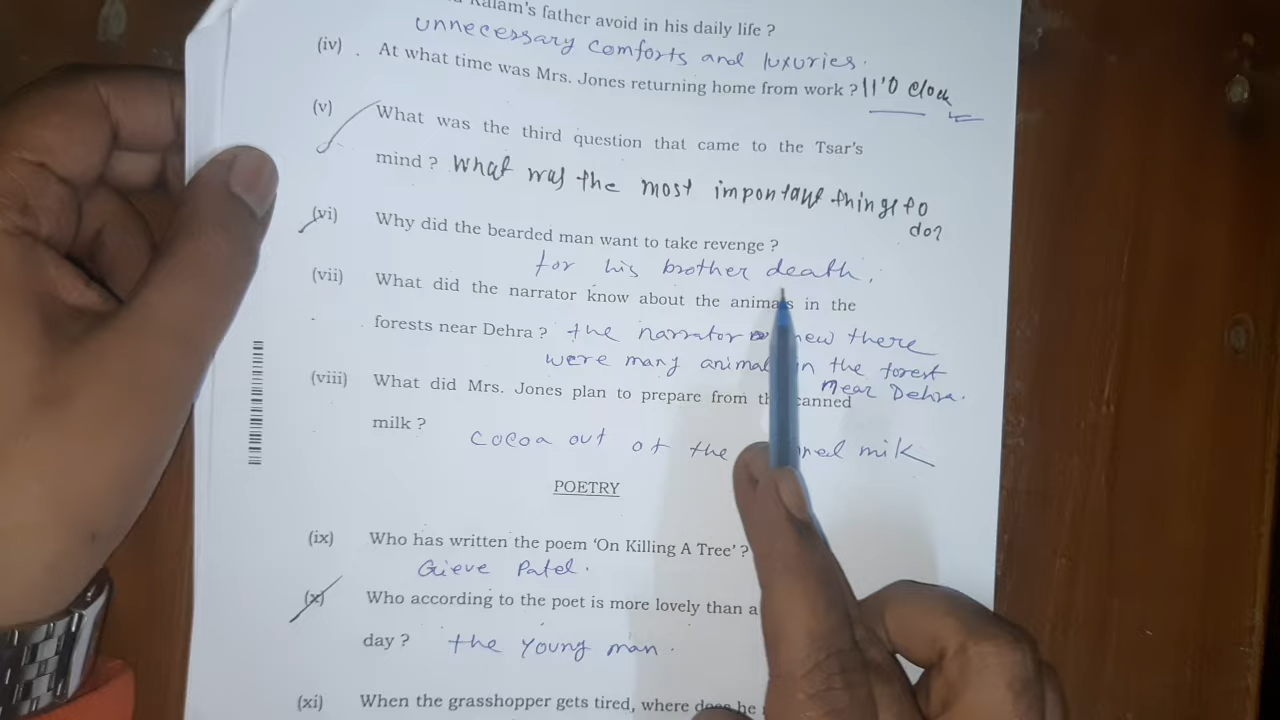 Kalam's father avoid in his daily life ?
unnecessary comforts and luxuries.
(iv) . At what time was Mrs. Jones returning home from work ? 11'O clock
(v) What was the third question that came to the Tsar's
mind ? What was the most important things to
do?
(vi) Why did the bearded man want to take revenge ?
for his brother death.
(vii) What did the narrator know about the animals in the
forests near Dehra ? the narrator new there
were many animal in the forest
near Dehra.
(viii) What did Mrs. Jones plan to prepare from canned
milk ? cocoa out of the milk
POETRY
(ix) Who has written the poem 'On Killing A Tree' ?
Gieve Patel.
(x) Who according to the poet is more lovely than a
day ? the young man.
(xi) When the grasshopper gets tired, where does he